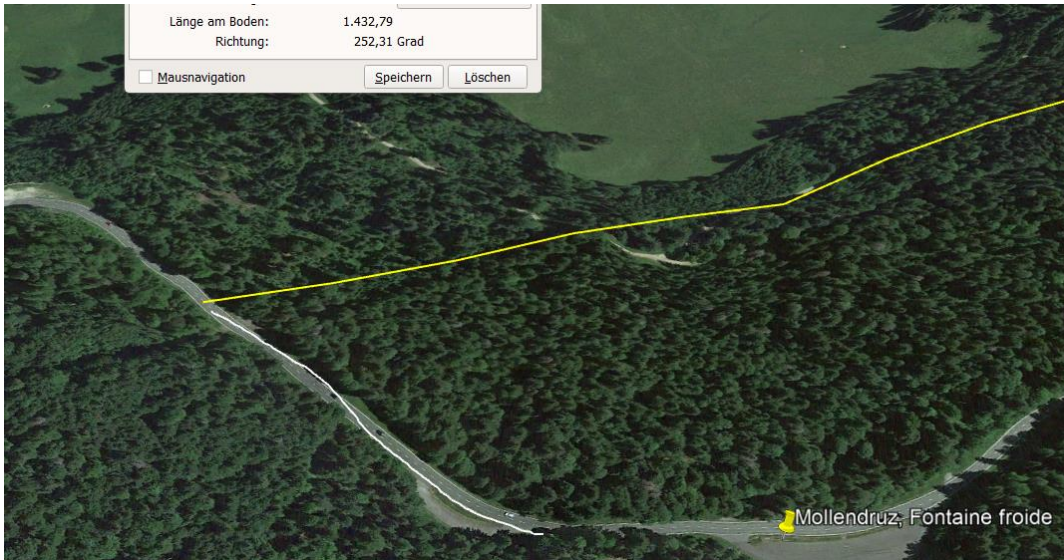 Länge am Boden: 1.432,79
Richtung: 252,31 Grad
Mausnavigation Speichern Löschen
Mollendruz, Fontaine froide